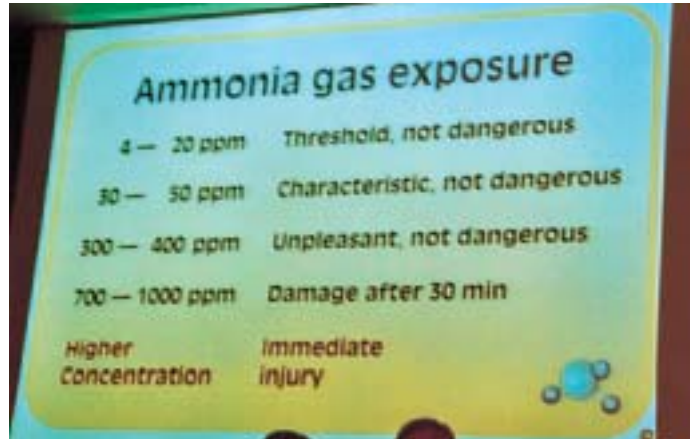 Ammonia gas exposure
4 — 20 ppm Threshold, not dangerous
30 — 50 ppm Characteristic, not dangerous
300 — 400 ppm Unpleasant, not dangerous
700 — 1000 ppm Damage after 30 min
Higher Immediate
Concentration injury